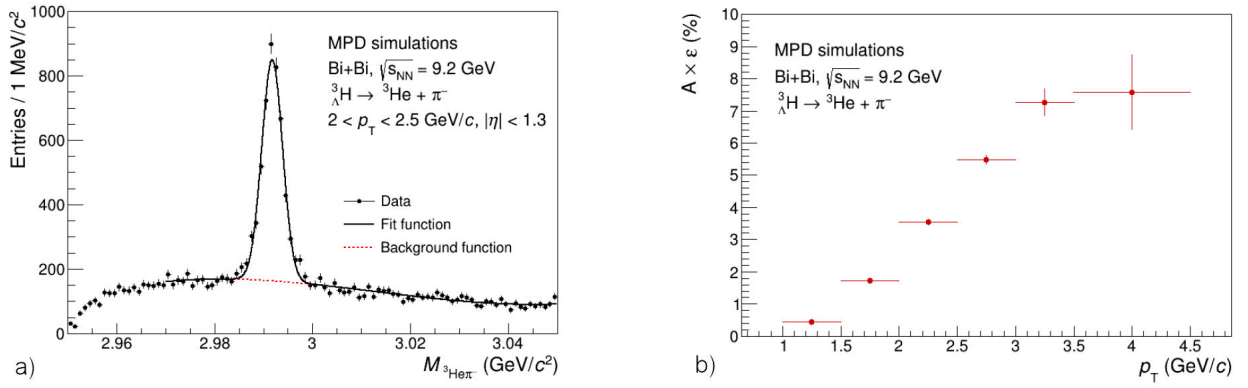 Entries / 1 MeV/c²
1200
1000
800
600
400
200
0
MPD simulations
Bi+Bi, √sNN = 9.2 GeV
³ΛH → ³He + π⁻
2 < pT < 2.5 GeV/c, |η| < 1.3
Data
Fit function
Background function
2.96 2.98 3 3.02 3.04
M³Heπ⁻ (GeV/c²)
a)
A × ε (%)
10
9
8
7
6
5
4
3
2
1
0
MPD simulations
Bi+Bi, √sNN = 9.2 GeV
³ΛH → ³He + π⁻
1 1.5 2 2.5 3 3.5 4 4.5
pT (GeV/c)
b)